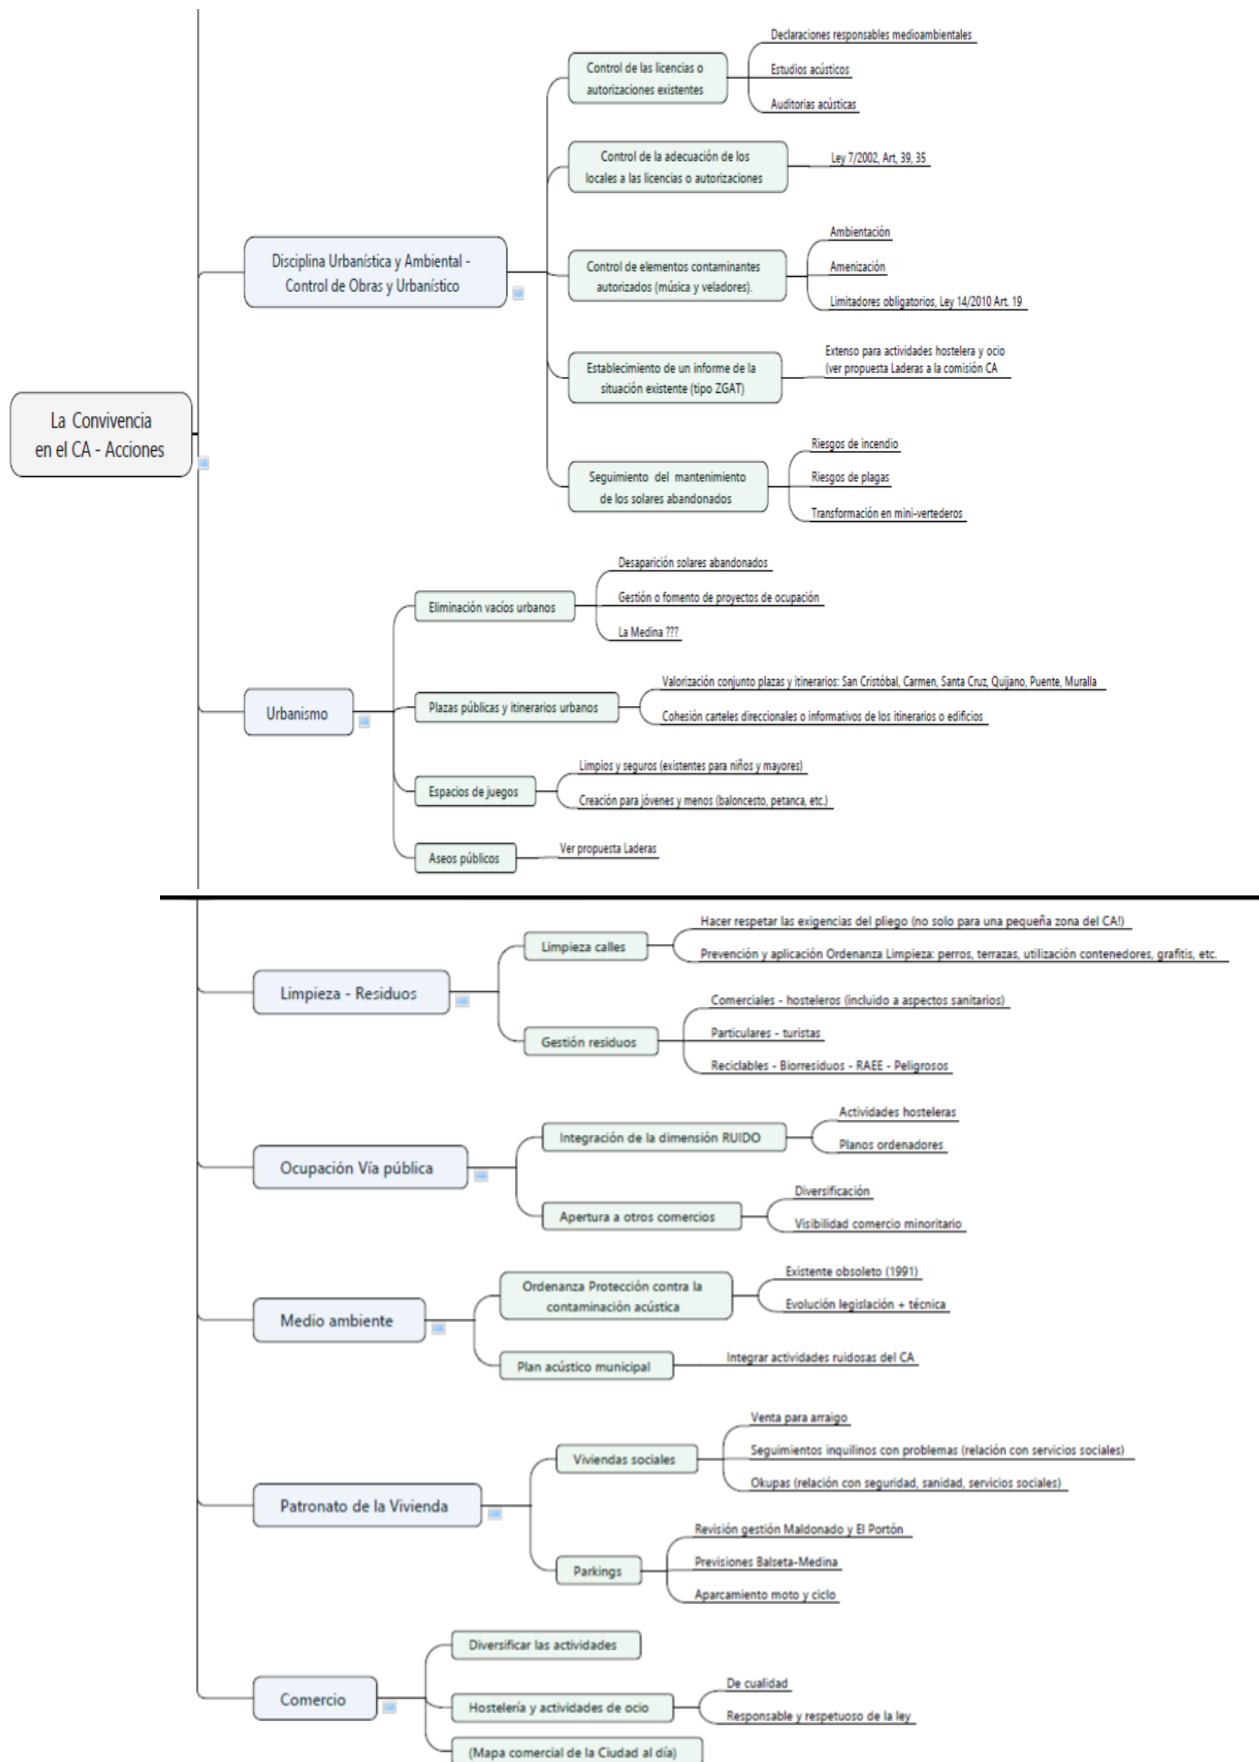 La Convivencia
en el CA - Acciones
Disciplina Urbanística y Ambiental -
Control de Obras y Urbanístico
Control de las licencias o
autorizaciones existentes
Declaraciones responsables medioambientales
Estudios acústicos
Auditorias acústicas
Control de la adecuación de los
locales a las licencias o autorizaciones
Ley 7/2002, Art, 39, 35
Control de elementos contaminantes
autorizados (música y veladores).
Ambientación
Amenización
Limitadores obligatorios, Ley 14/2010 Art. 19
Establecimiento de un informe de la
situación existente (tipo ZGAT)
Extenso para actividades hostelera y ocio
(ver propuesta Laderas a la comisión CA
Seguimiento del mantenimiento
de los solares abandonados
Riesgos de incendio
Riesgos de plagas
Transformación en mini-vertederos
Urbanismo
Eliminación vacíos urbanos
Desaparición solares abandonados
Gestión o fomento de proyectos de ocupación
La Medina ???
Plazas públicas y itinerarios urbanos
Valorización conjunto plazas y itinerarios: San Cristóbal, Carmen, Santa Cruz, Quijano, Puente, Muralla
Cohesión carteles direccionales o informativos de los itinerarios o edificios
Espacios de juegos
Limpios y seguros (existentes para niños y mayores)
Creación para jóvenes y menos (baloncesto, petanca, etc.)
Aseos públicos
Ver propuesta Laderas
Limpieza - Residuos
Limpieza calles
Hacer respetar las exigencias del pliego (no solo para una pequeña zona del CA!)
Prevención y aplicación Ordenanza Limpieza: perros, terrazas, utilización contenedores, grafitis, etc.
Gestión residuos
Comerciales - hosteleros (incluido a aspectos sanitarios)
Particulares - turistas
Reciclables - Biorresiduos - RAEE - Peligrosos
Ocupación Vía pública
Integración de la dimensión RUIDO
Actividades hosteleras
Planos ordenadores
Apertura a otros comercios
Diversificación
Visibilidad comercio minoritario
Medio ambiente
Ordenanza Protección contra la
contaminación acústica
Existente obsoleto (1991)
Evolución legislación + técnica
Plan acústico municipal
Integrar actividades ruidosas del CA
Patronato de la Vivienda
Viviendas sociales
Venta para arraigo
Seguimientos inquilinos con problemas (relación con servicios sociales)
Okupas (relación con seguridad, sanidad, servicios sociales)
Parkings
Revisión gestión Maldonado y El Portón
Previsiones Balseta-Medina
Aparcamiento moto y ciclo
Comercio
Diversificar las actividades
Hostelería y actividades de ocio
De cualidad
Responsable y respetuoso de la ley
(Mapa comercial de la Ciudad al día)